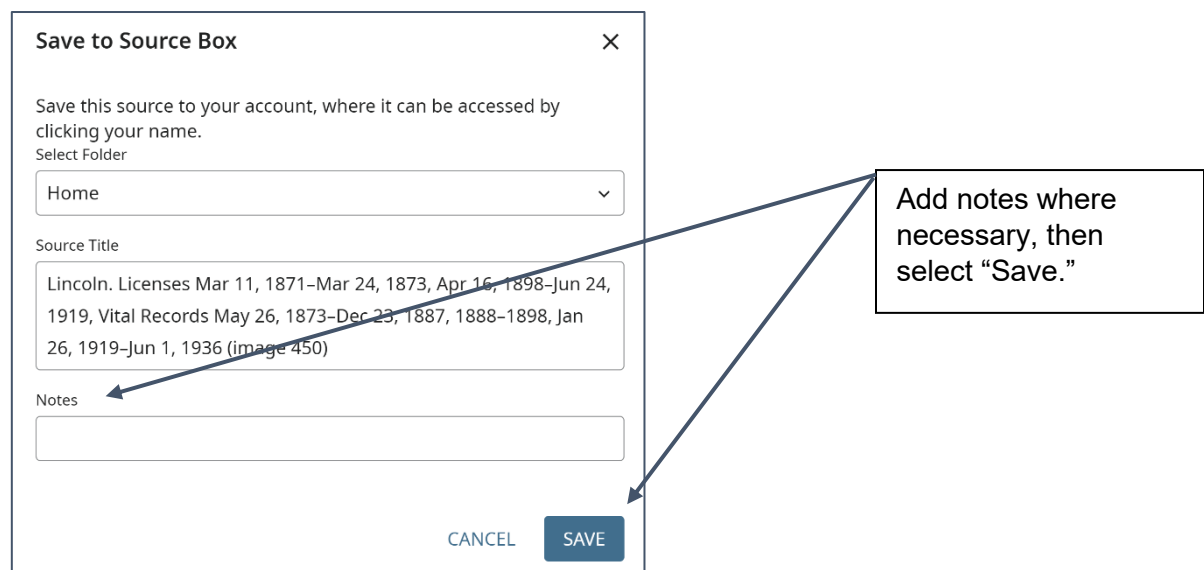 Save to Source Box
Save this source to your account, where it can be accessed by
clicking your name.
Select Folder
Home
Source Title
Lincoln. Licenses Mar 11, 1871–Mar 24, 1873, Apr 16, 1898–Jun 24,
1919, Vital Records May 26, 1873–Dec 23, 1887, 1888–1898, Jan
26, 1919–Jun 1, 1936 (image 450)
Notes
CANCEL
SAVE
Add notes where
necessary, then
select “Save.”